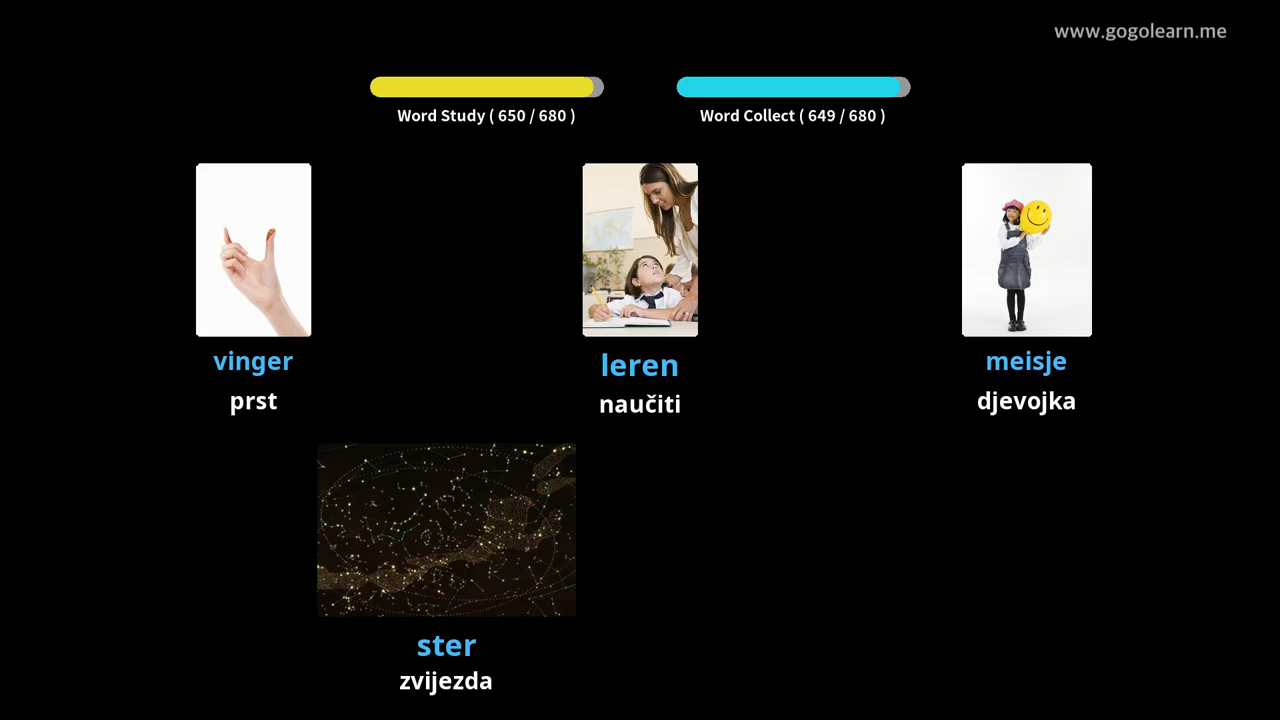 www.gogolearn.me
Word Study ( 650 / 680 )
Word Collect ( 649 / 680 )
vinger
leren
meisje
prst
naučiti
djevojka
ster
zvijezda